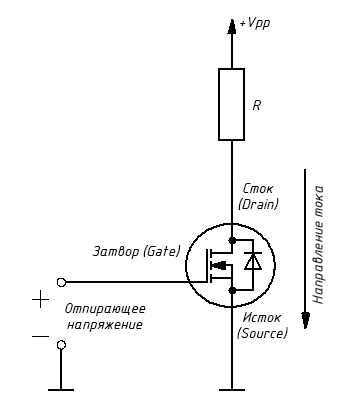 +Vpp
R
Сток
(Drain)
Направление тока
Затвор (Gate)
+
Отпирающее
напряжение
—
Исток
(Source)